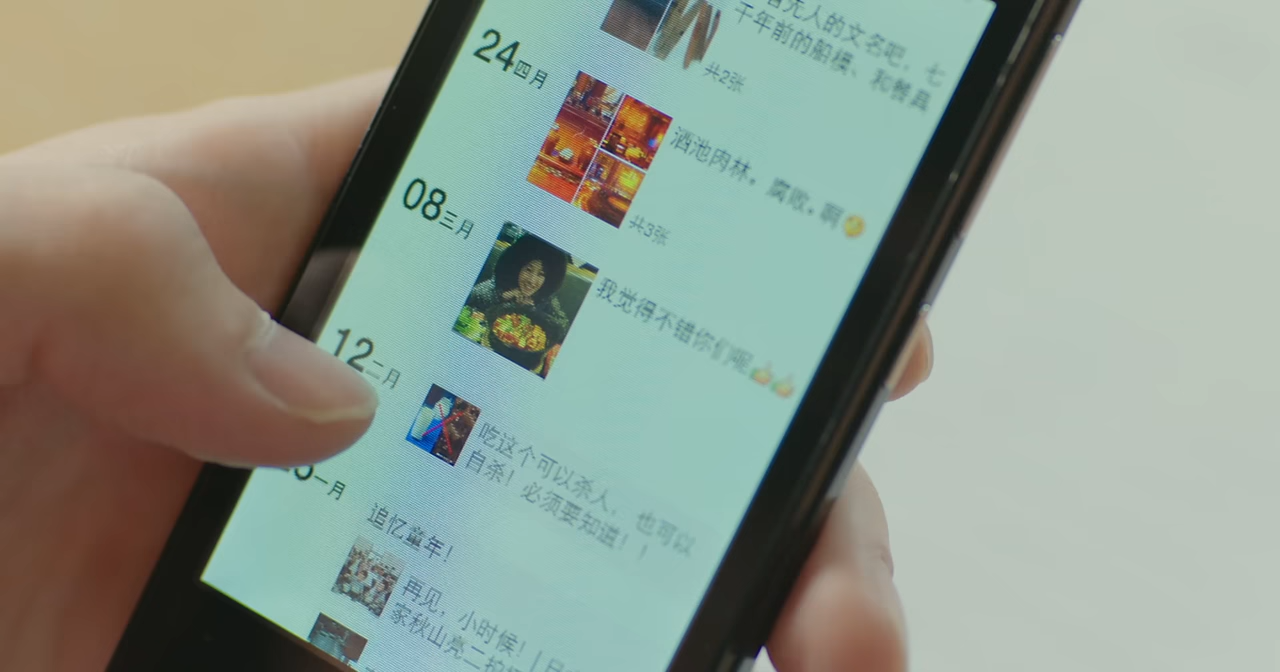 言无人的文名吧，七
千年前的船模、和餐具
共2张
24四月
酒池肉林。腐败。啊
共3张
08三月
我觉得不错你们呢
12二月
吃这个可以杀人，也可以
自杀！必须要知道！！
一月
追忆童年！
再见，小时候！|日
家秋山亮二拍